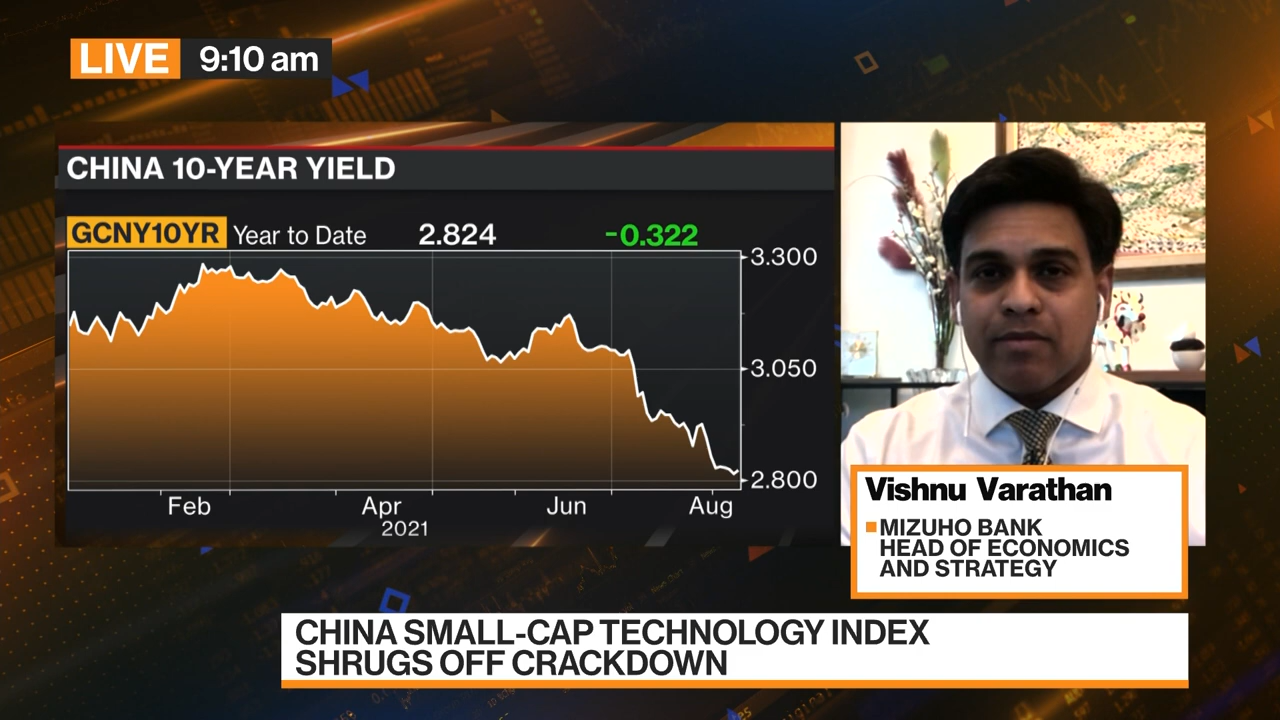 LIVE 9:10 am
CHINA 10-YEAR YIELD
GCNY10YR Year to Date 2.824 -0.322
3.300
3.050
2.800
Feb Apr Jun Aug
2021
Vishnu Varathan
MIZUHO BANK
HEAD OF ECONOMICS
AND STRATEGY
CHINA SMALL-CAP TECHNOLOGY INDEX
SHRUGS OFF CRACKDOWN